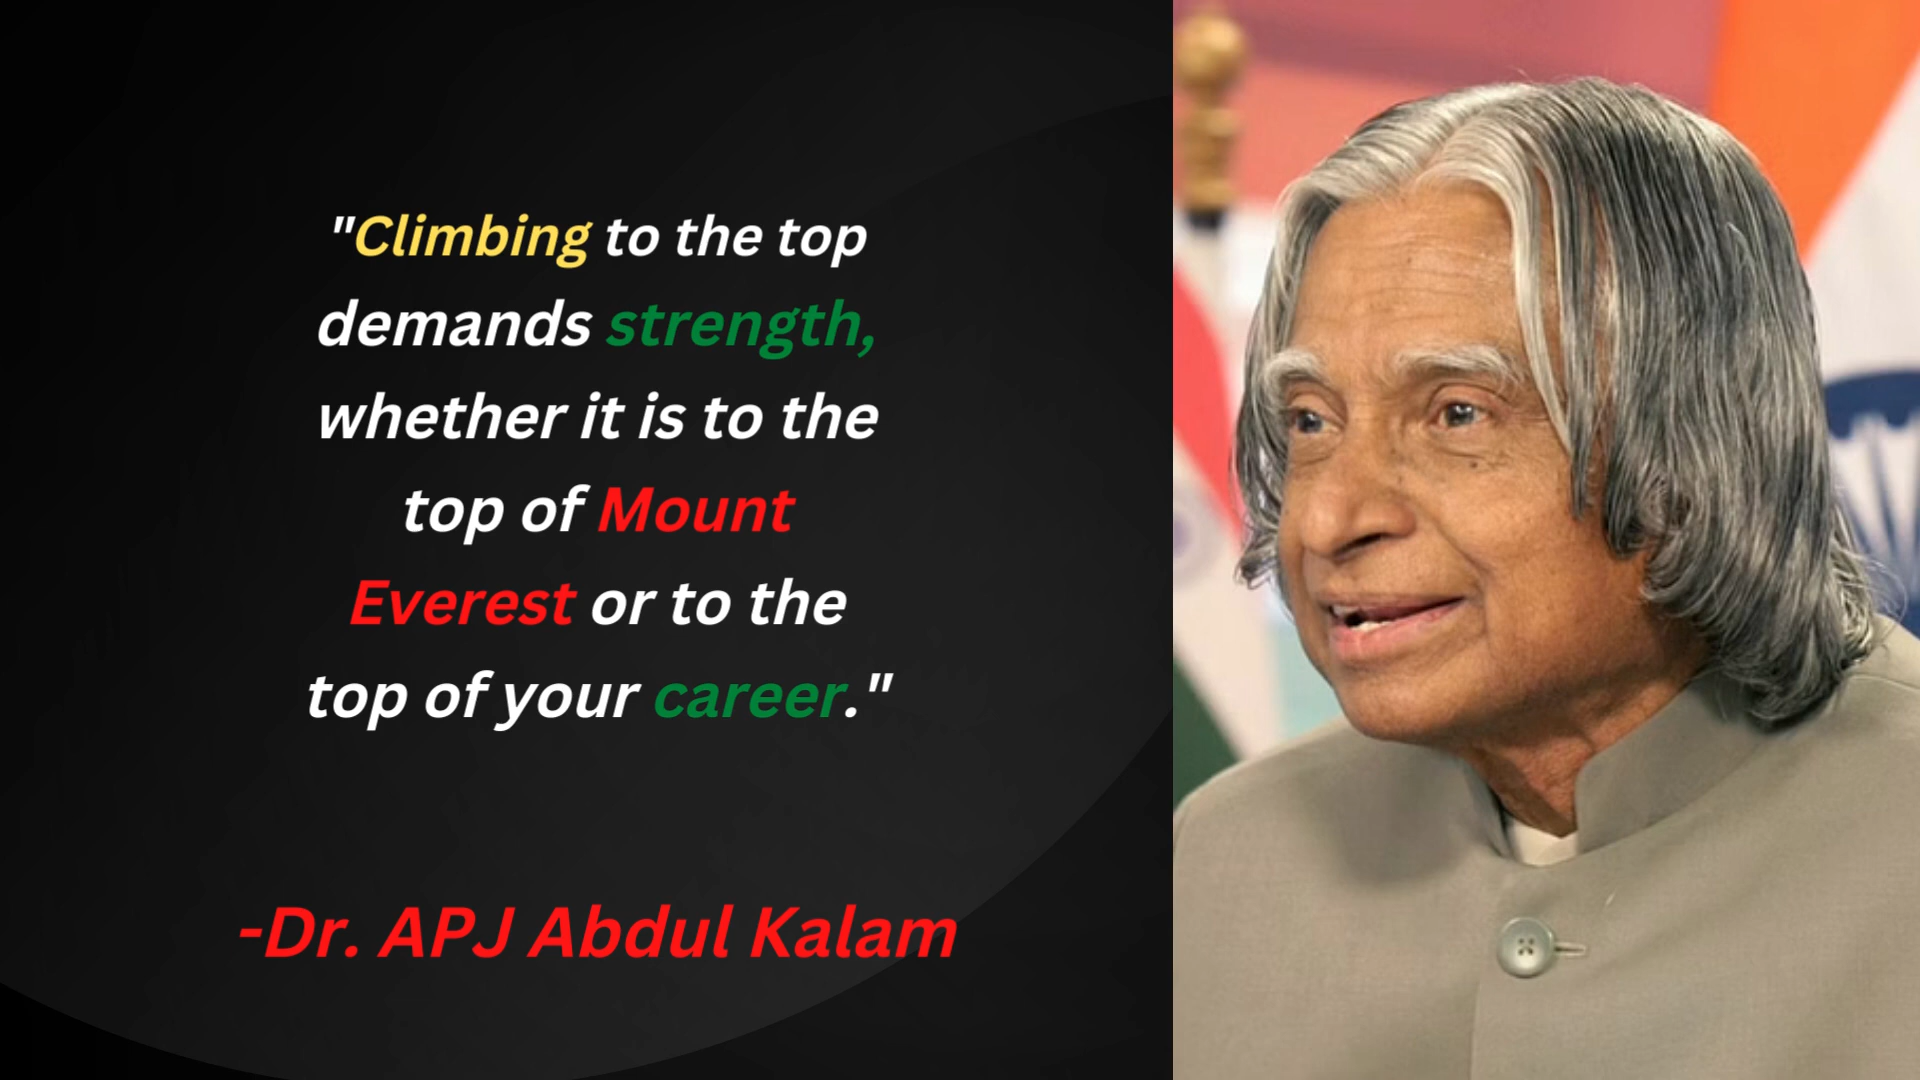 "Climbing to the top
demands strength,
whether it is to the
top of Mount
Everest or to the
top of your career."
-Dr. APJ Abdul Kalam